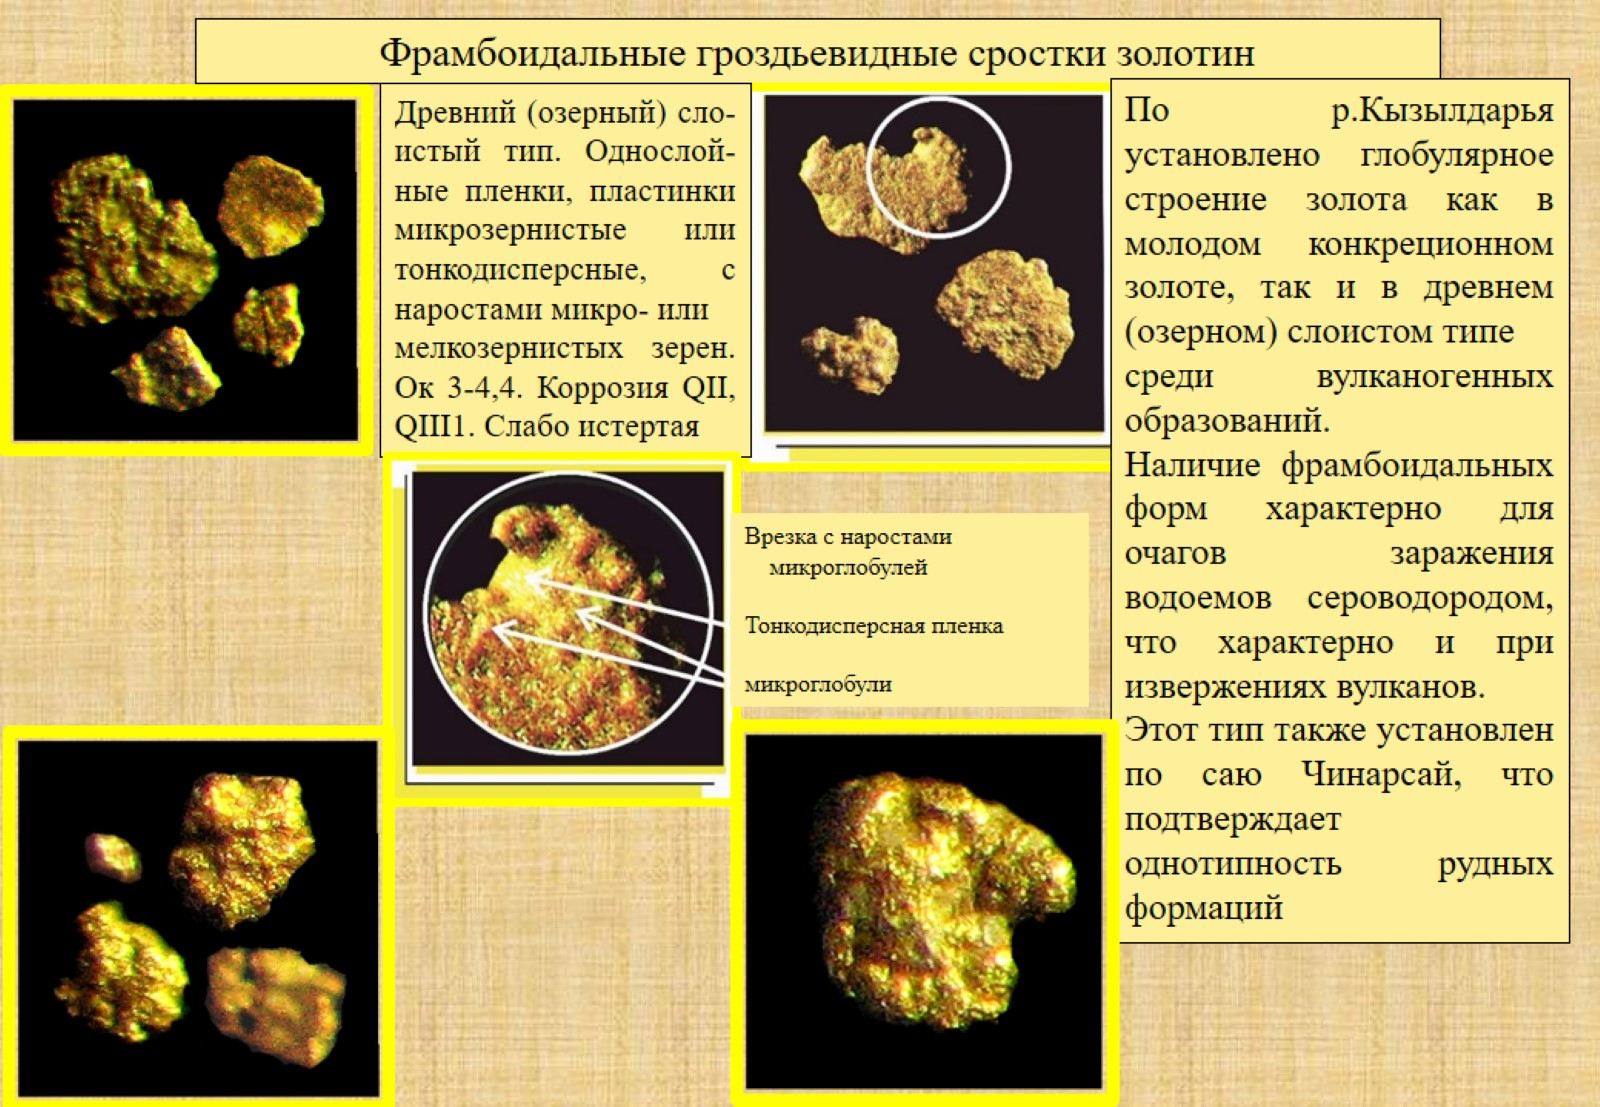 Фрамбоидальные гроздьевидные сростки золотин
Древний (озерный) сло-
истый тип. Однослой-
ные пленки, пластинки
микрозернистые или
тонкодисперсные, с
наростами микро- или
мелкозернистых зерен.
Ок 3-4,4. Коррозия QII,
QIII1. Слабо истертая
Врезка с наростами
микроглобулей
Тонкодисперсная пленка
микроглобули
По р.Кызылдарья
установлено глобулярное
строение золота как в
молодом конкреционном
золоте, так и в древнем
(озерном) слоистом типе
среди вулканогенных
образований.
Наличие фрамбоидальных
форм характерно для
очагов заражения
водоемов сероводородом,
что характерно и при
извержениях вулканов.
Этот тип также установлен
по саю Чинарсай, что
подтверждает
однотипность рудных
формаций